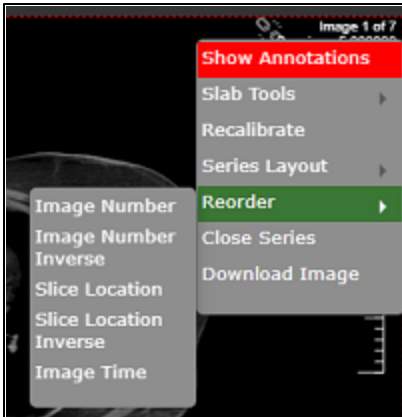 Image 1 of 7
Show Annotations
Slab Tools
Recalibrate
Series Layout
Reorder
Close Series
Download Image
Image Number
Image Number
Inverse
Slice Location
Slice Location
Inverse
Image Time